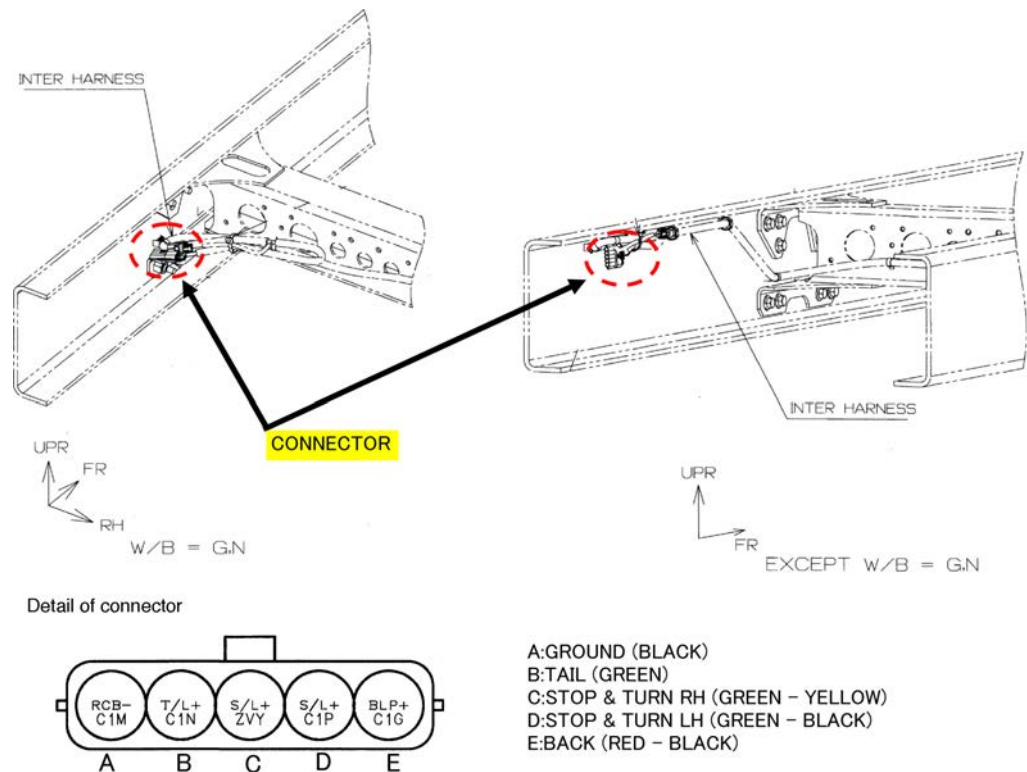 INTER HARNESS
CONNECTOR
INTER HARNESS
UPR
FR
RH
W/B = G.N
UPR
FR
EXCEPT W/B = G.N
Detail of connector
RCB-
C1M
T/L+
C1N
S/L+
ZVY
S/L+
C1P
BLP+
C1G
A B C D E
A:GROUND (BLACK)
B:TAIL (GREEN)
C:STOP & TURN RH (GREEN - YELLOW)
D:STOP & TURN LH (GREEN - BLACK)
E:BACK (RED - BLACK)